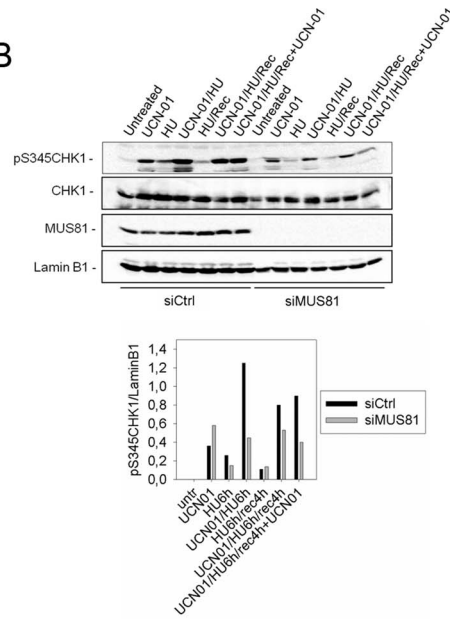 B
Untreated
UCN-01
HU
UCN-01/HU
HU/Rec
UCN-01/HU/Rec
UCN-01/HU/Rec+UCN-01
Untreated
UCN-01
HU
UCN-01/HU
HU/Rec
UCN-01/HU/Rec
UCN-01/HU/Rec+UCN-01
pS345CHK1 -
CHK1 -
MUS81 -
Lamin B1 -
siCtrl
siMUS81
pS345CHK1/LaminB1
1,4
1,2
1,0
0,8
0,6
0,4
0,2
0,0
siCtrl
siMUS81
untr
UCN01
HU6h
UCN01/HU6h
HU6h/rec4h
UCN01/HU6h/rec4h
UCN01/HU6h/rec4h+UCN01